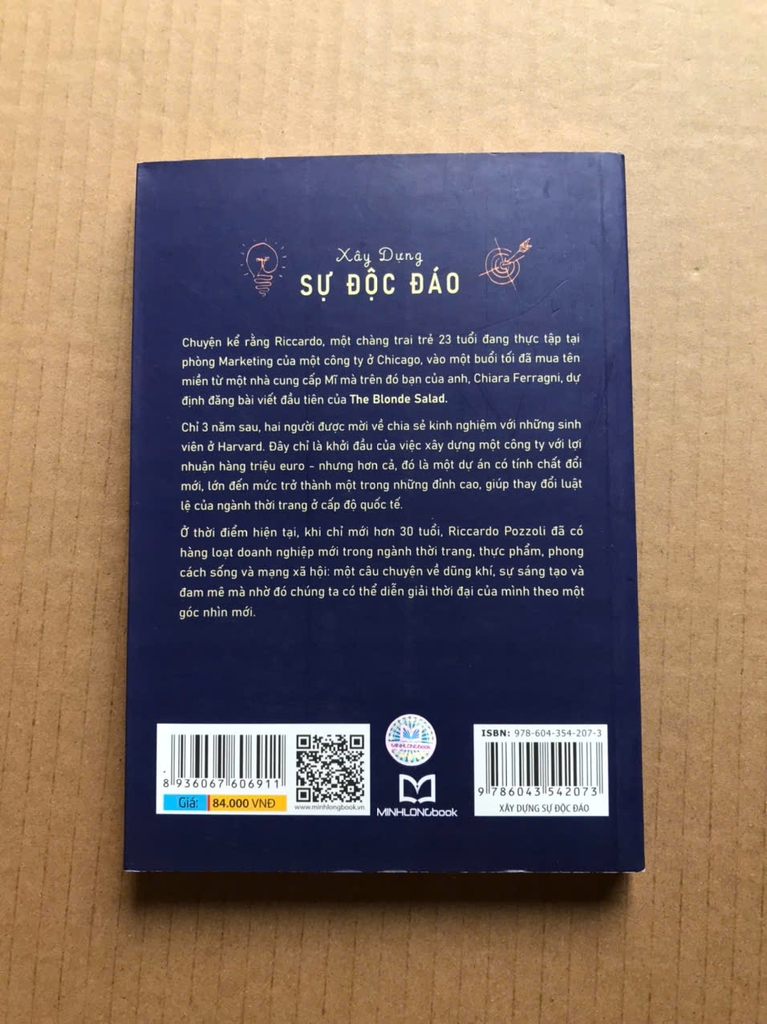 Xây Dựng
SỰ ĐỘC ĐÁO
Chuyện kể rằng Riccardo, một chàng trai trẻ 23 tuổi đang thực tập tại
phòng Marketing của một công ty ở Chicago, vào một buổi tối đã mua tên
miền từ một nhà cung cấp Mĩ mà trên đó bạn của anh, Chiara Ferragni, dự
định đăng bài viết đầu tiên của The Blonde Salad.
Chỉ 3 năm sau, hai người được mời về chia sẻ kinh nghiệm với những sinh
viên ở Harvard. Đây chỉ là khởi đầu của việc xây dựng một công ty với lợi
nhuận hàng triệu euro - nhưng hơn cả, đó là một dự án có tính chất đổi
mới, lớn đến mức trở thành một trong những đỉnh cao, giúp thay đổi luật
lệ của ngành thời trang ở cấp độ quốc tế.
Ở thời điểm hiện tại, khi chỉ mới hơn 30 tuổi, Riccardo Pozzoli đã có
hàng loạt doanh nghiệp mới trong ngành thời trang, thực phẩm, phong
cách sống và mạng xã hội: một câu chuyện về dũng khí, sự sáng tạo và
đam mê mà nhờ đó chúng ta có thể diễn giải thời đại của mình theo một
góc nhìn mới.
8 936067 606911
Giá: 84.000 VNĐ
www.minhlongbook.vn
MINHLONGbook
MINHLONGbook
ISBN: 978-604-354-207-3
9 786043 542073
XÂY DỰNG SỰ ĐỘC ĐÁO